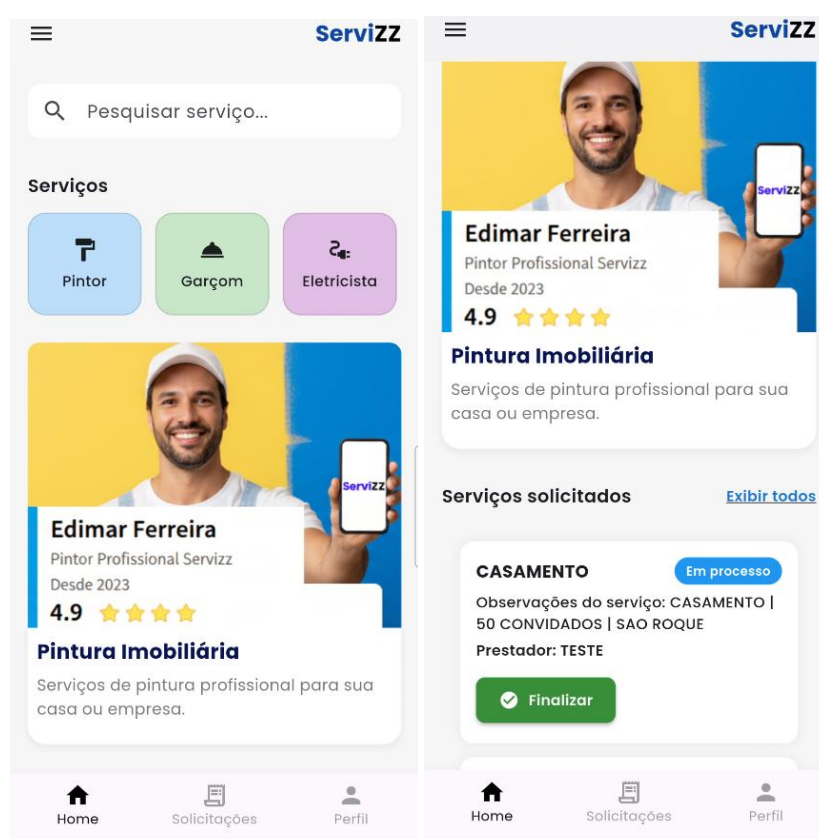 ServiZZ
Pesquisar serviço...
Serviços
Pintor
Garçom
Eletricista
ServiZZ
Edimar Ferreira
Pintor Profissional Servizz
Desde 2023
4.9
Pintura Imobiliária
Serviços de pintura profissional para sua
casa ou empresa.
Home
Solicitações
Perfil
ServiZZ
ServiZZ
Edimar Ferreira
Pintor Profissional Servizz
Desde 2023
4.9
Pintura Imobiliária
Serviços de pintura profissional para sua
casa ou empresa.
Serviços solicitados
Exibir todos
CASAMENTO
Em processo
Observações do serviço: CASAMENTO |
50 CONVIDADOS | SAO ROQUE
Prestador: TESTE
Finalizar
Home
Solicitações
Perfil